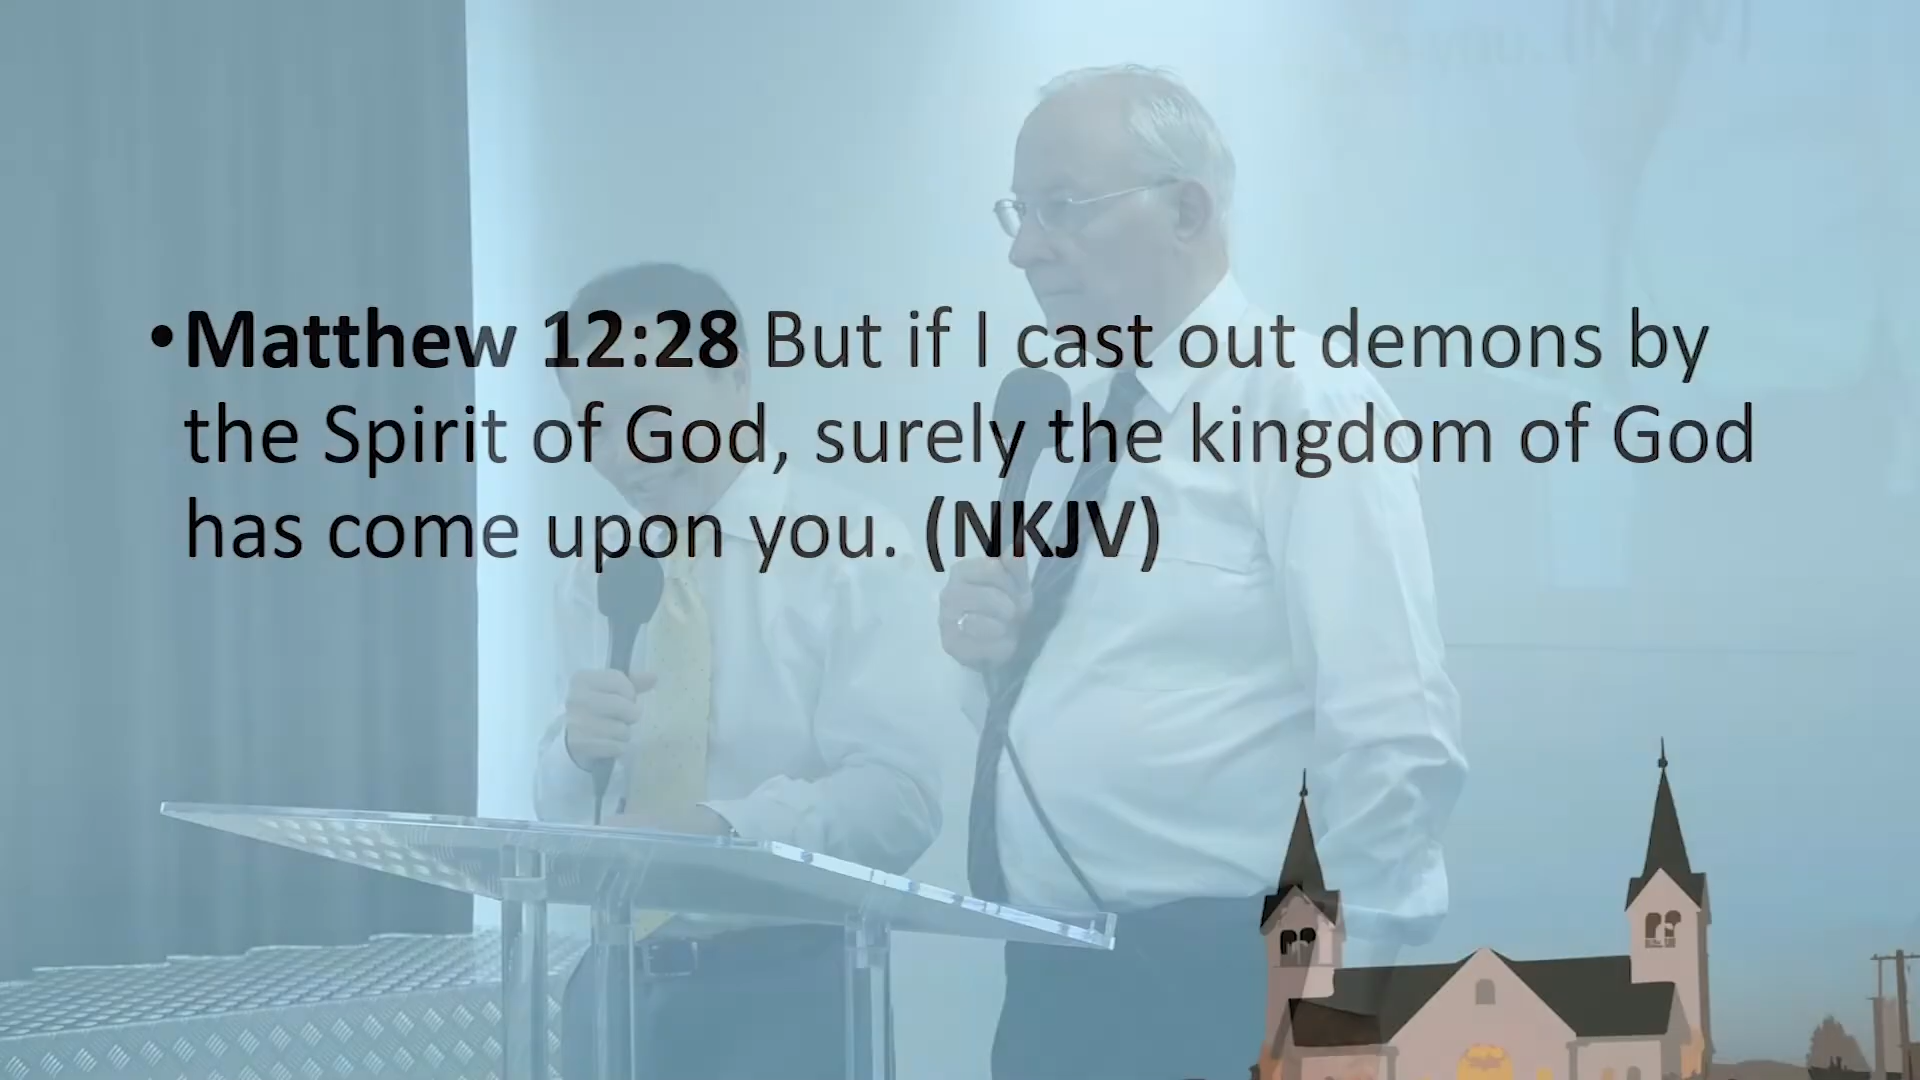 •Matthew 12:28 But if I cast out demons by
the Spirit of God, surely the kingdom of God
has come upon you. (NKJV)